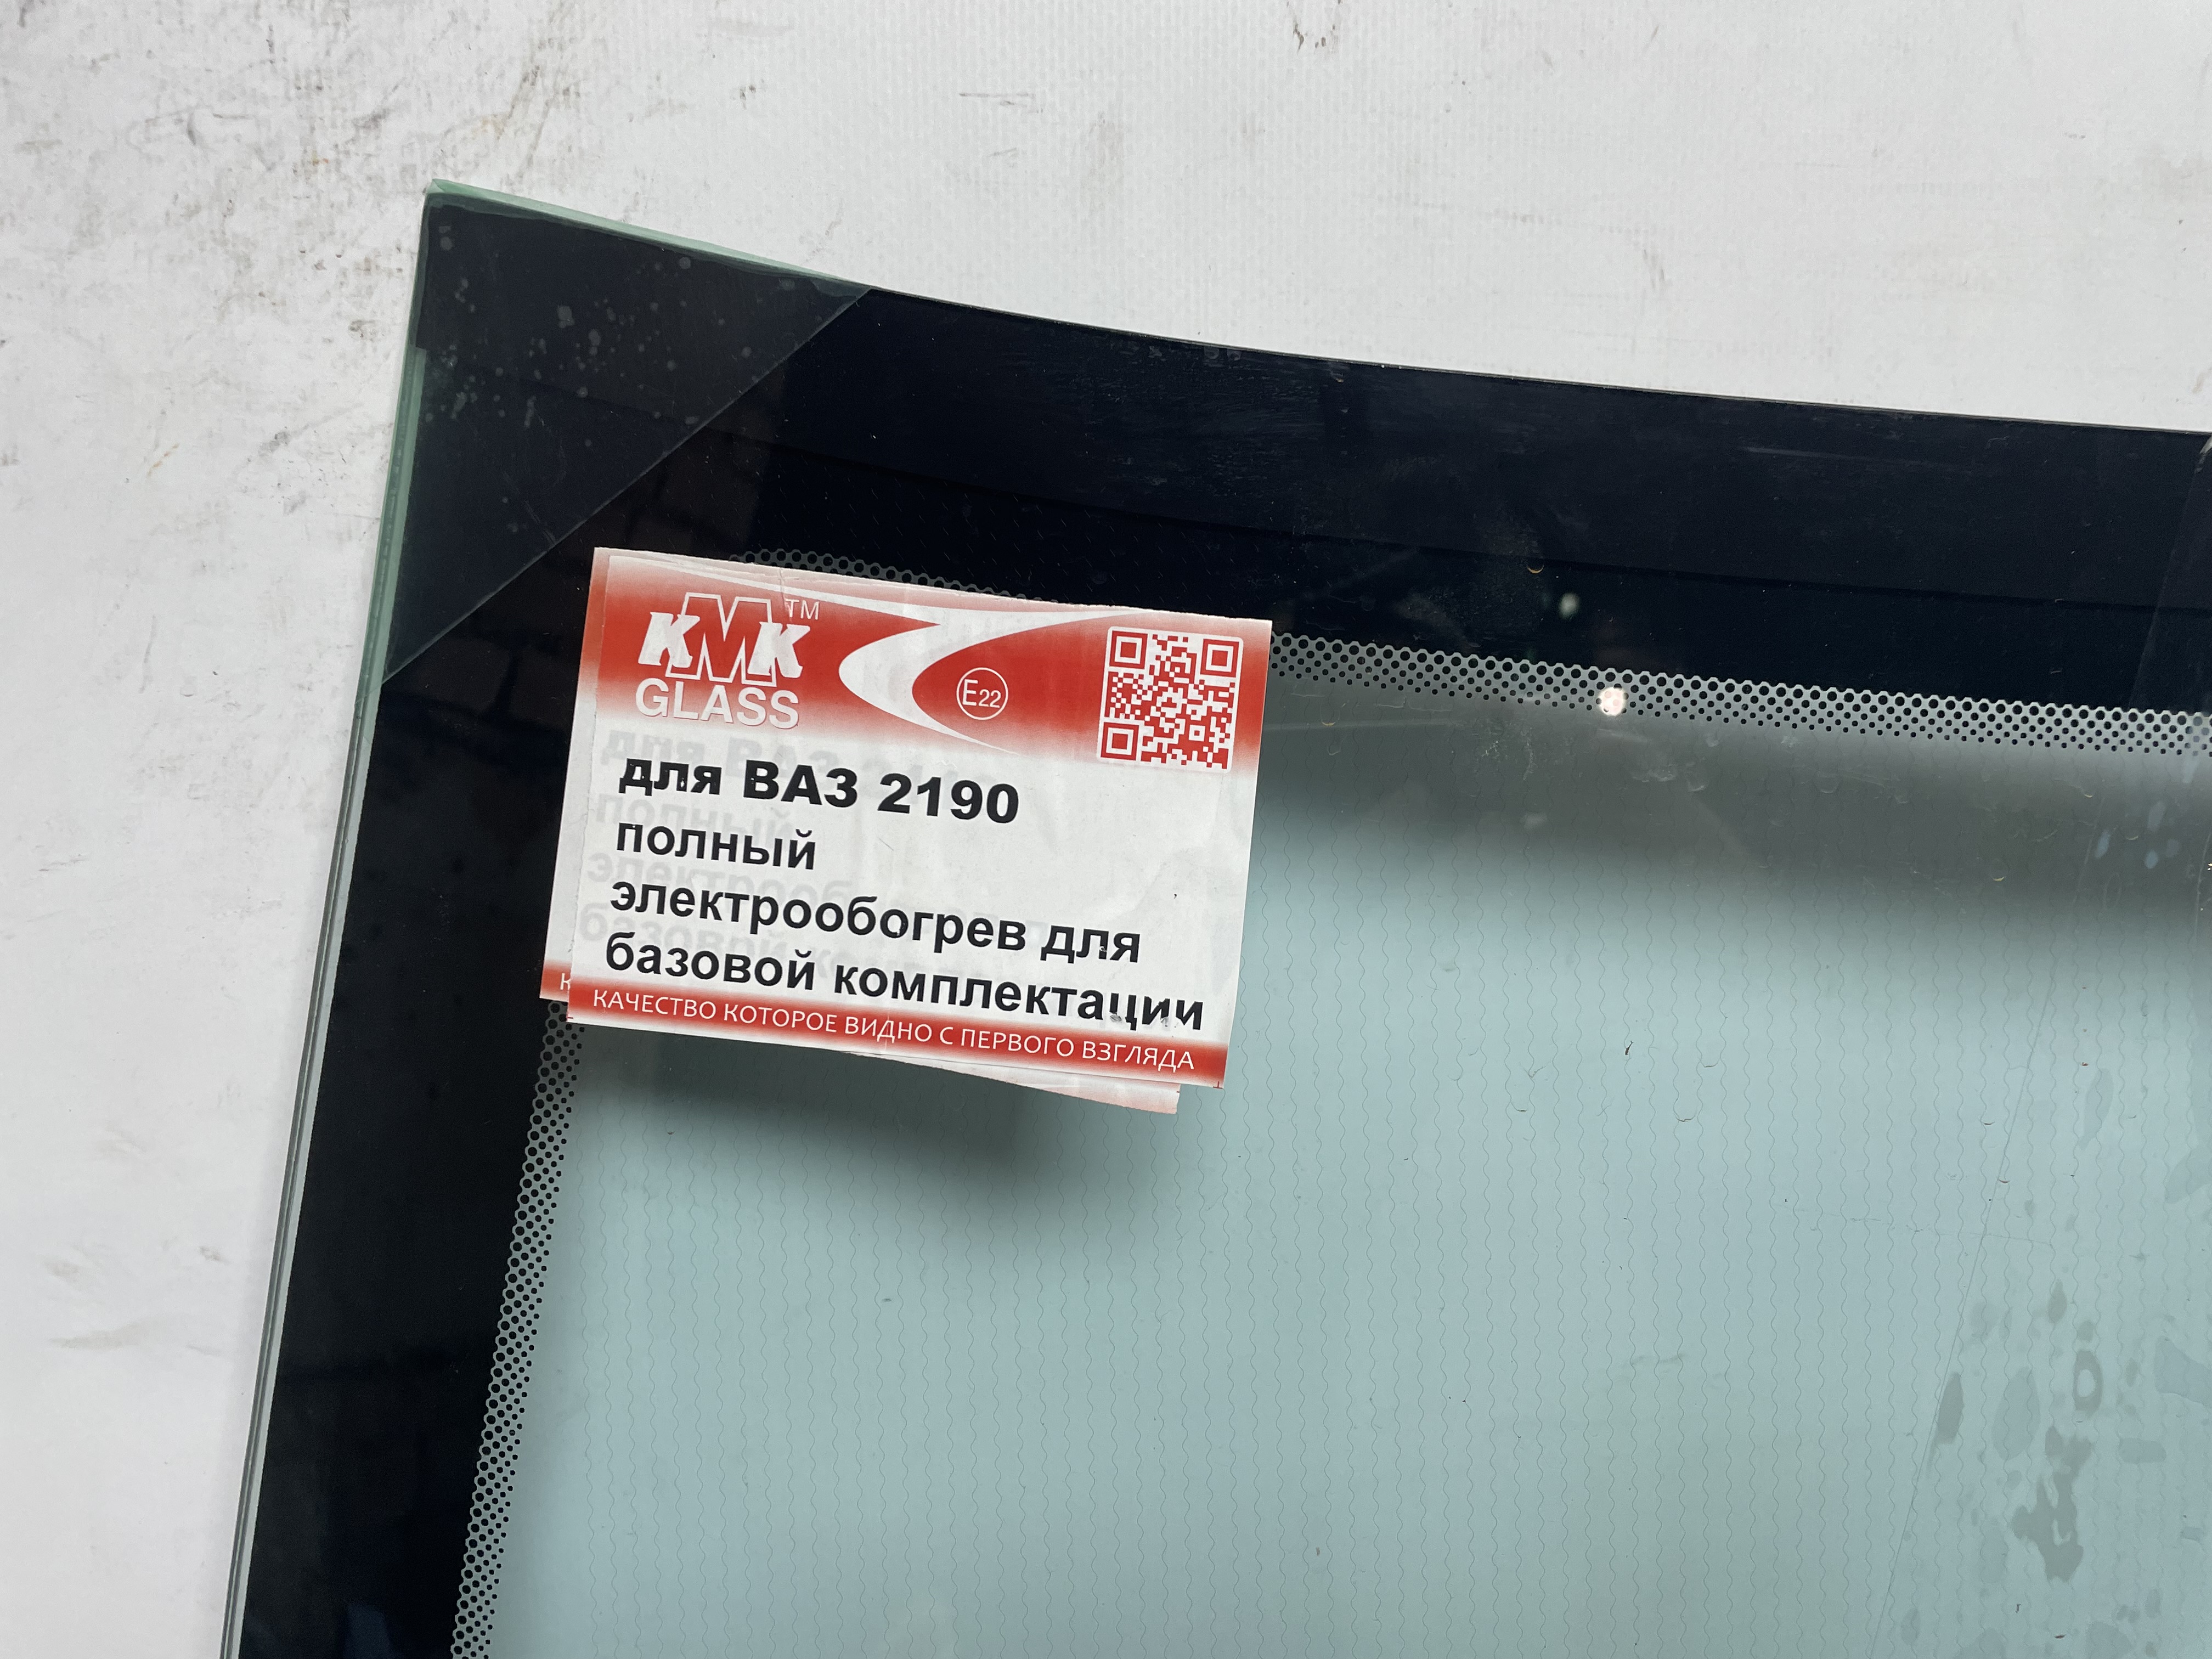 KMK™
GLASS
E22
для ВАЗ 2190
полный
электрообогрев для
базовой комплектации
К
КАЧЕСТВО КОТОРОЕ ВИДНО С ПЕРВОГО ВЗГЛЯДА